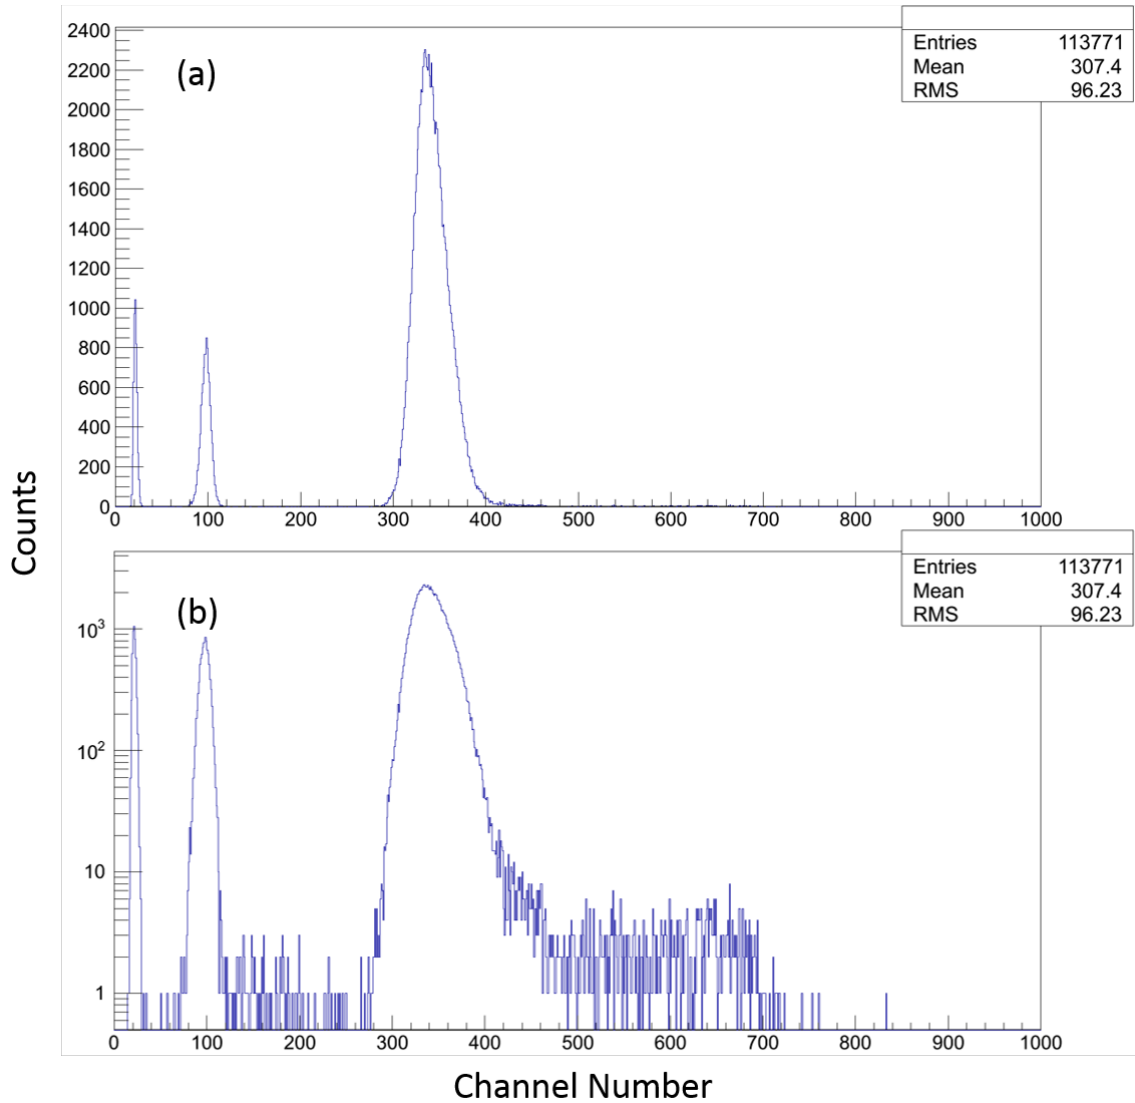 (a)
Entries 113771
Mean 307.4
RMS 96.23
2400
2200
2000
1800
1600
1400
1200
1000
800
600
400
200
0
0 100 200 300 400 500 600 700 800 900 1000
Counts
(b)
Entries 113771
Mean 307.4
RMS 96.23
10³
10²
10
1
0 100 200 300 400 500 600 700 800 900 1000
Channel Number